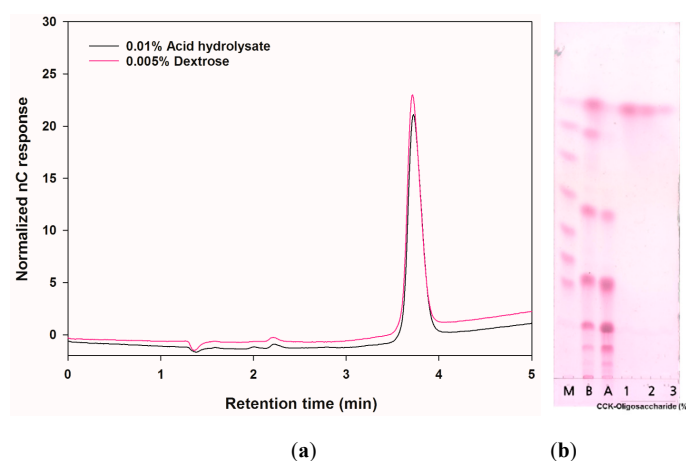 30
25
20
15
10
5
0
Normalized nC response
0.01% Acid hydrolysate
0.005% Dextrose
0 1 2 3 4 5
Retention time (min)
M B A 1 2 3
CCK-Oligosaccharide (%
(a) (b)